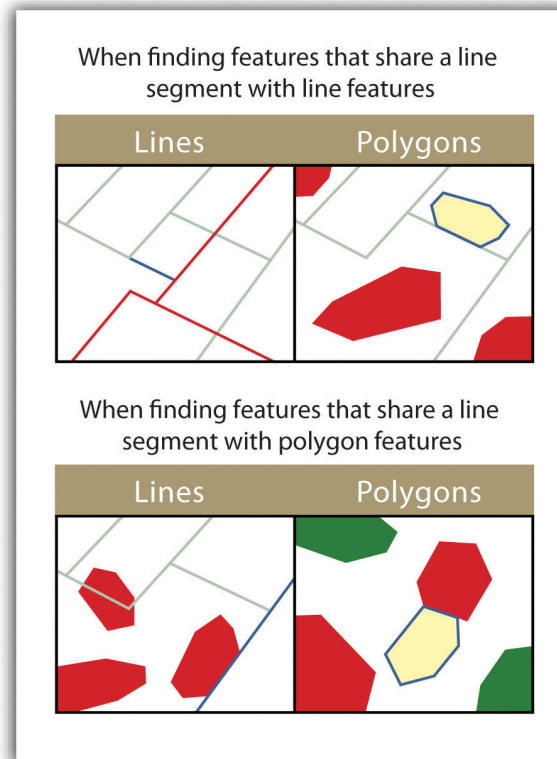 When finding features that share a line
segment with line features
Lines Polygons
When finding features that share a line
segment with polygon features
Lines Polygons